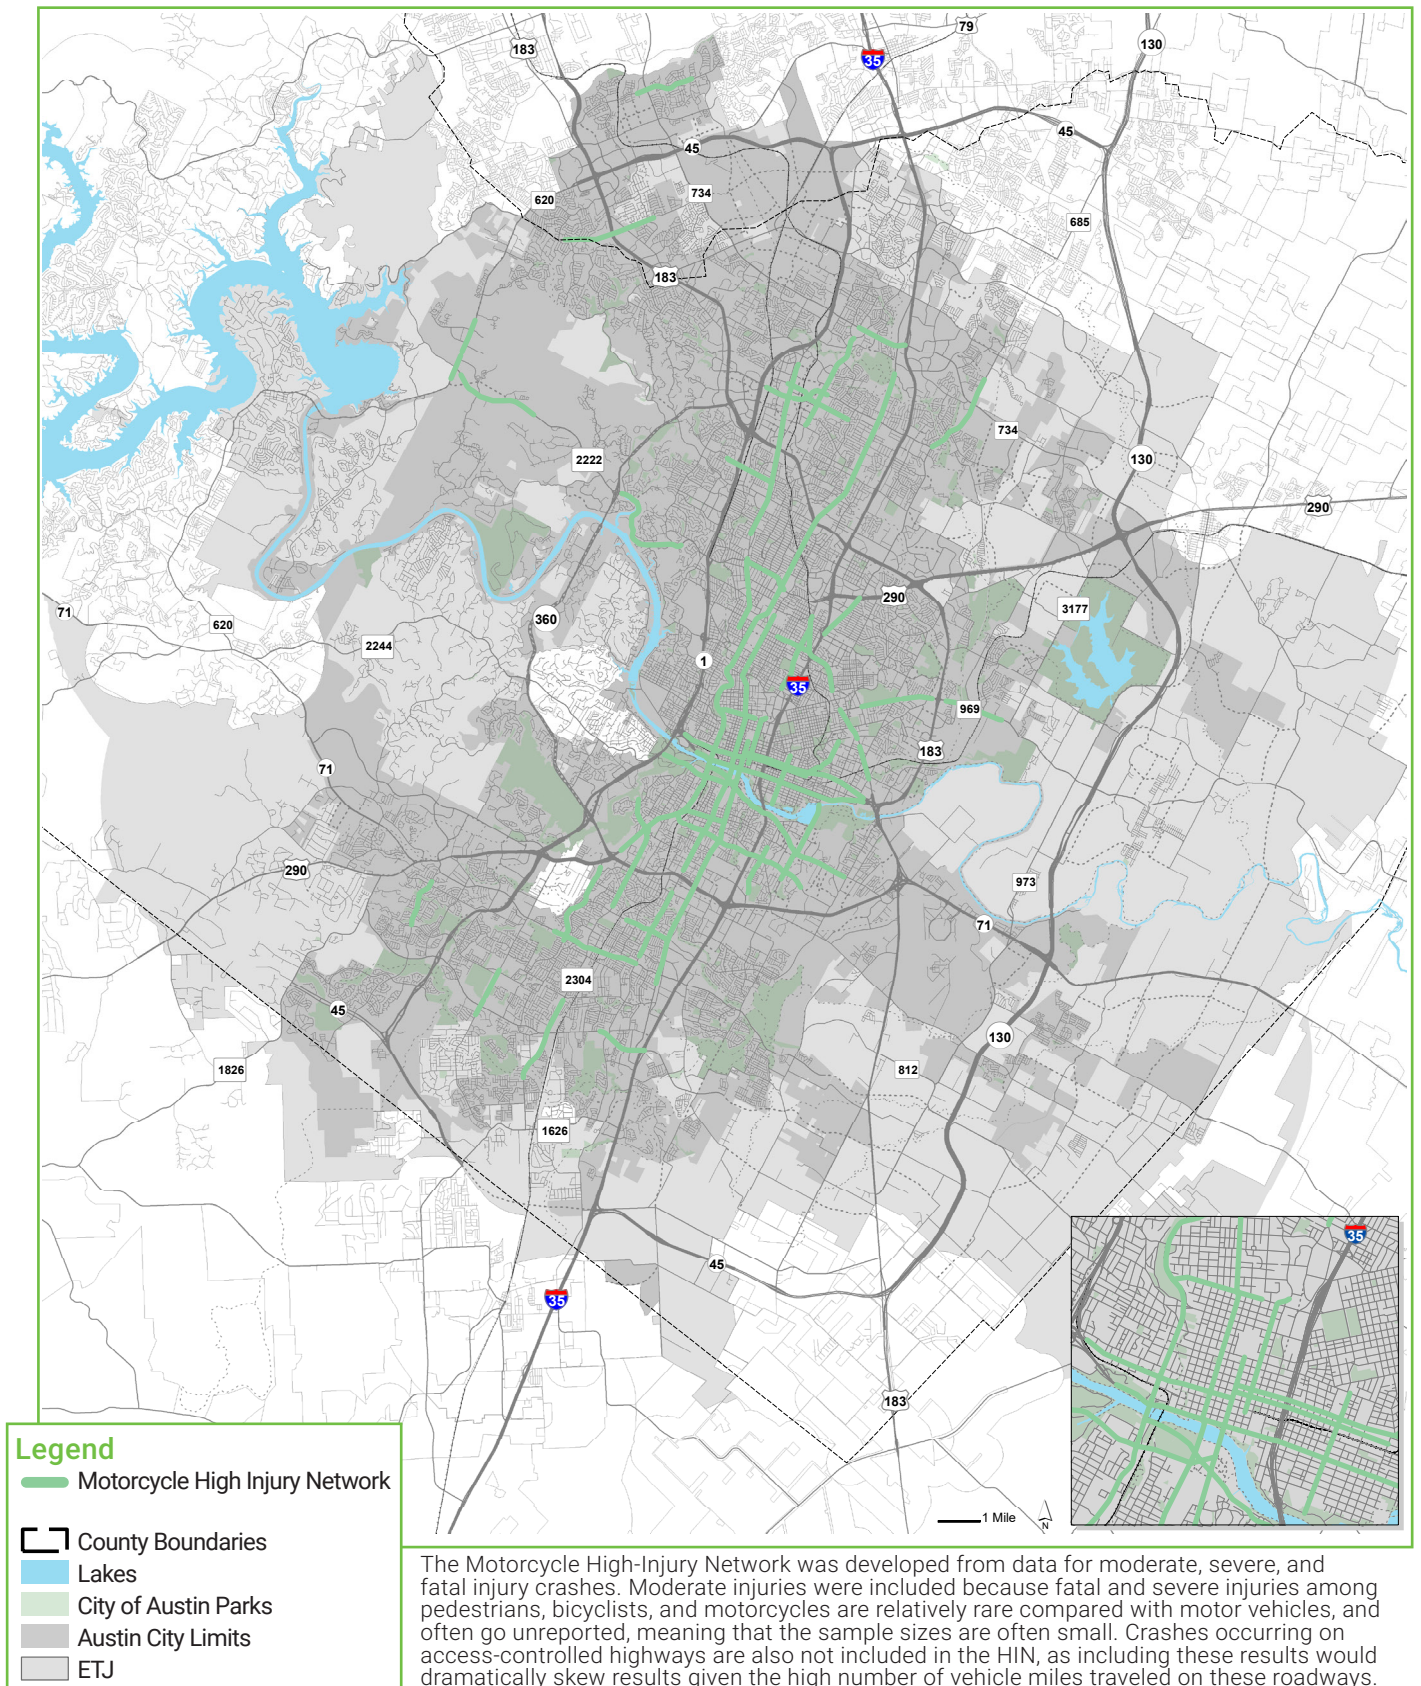 79
183
35
130
45
45
734
620
685
183
734
2222
130
290
290
3177
71
360
620
2244
1
35
969
183
71
290
973
71
2304
45
130
1826
812
1626
35
45
35
183
1 Mile
N
Legend
Motorcycle High Injury Network
County Boundaries
Lakes
City of Austin Parks
Austin City Limits
ETJ
The Motorcycle High-Injury Network was developed from data for moderate, severe, and
fatal injury crashes. Moderate injuries were included because fatal and severe injuries among
pedestrians, bicyclists, and motorcycles are relatively rare compared with motor vehicles, and
often go unreported, meaning that the sample sizes are often small. Crashes occurring on
access-controlled highways are also not included in the HIN, as including these results would
dramatically skew results given the high number of vehicle miles traveled on these roadways.